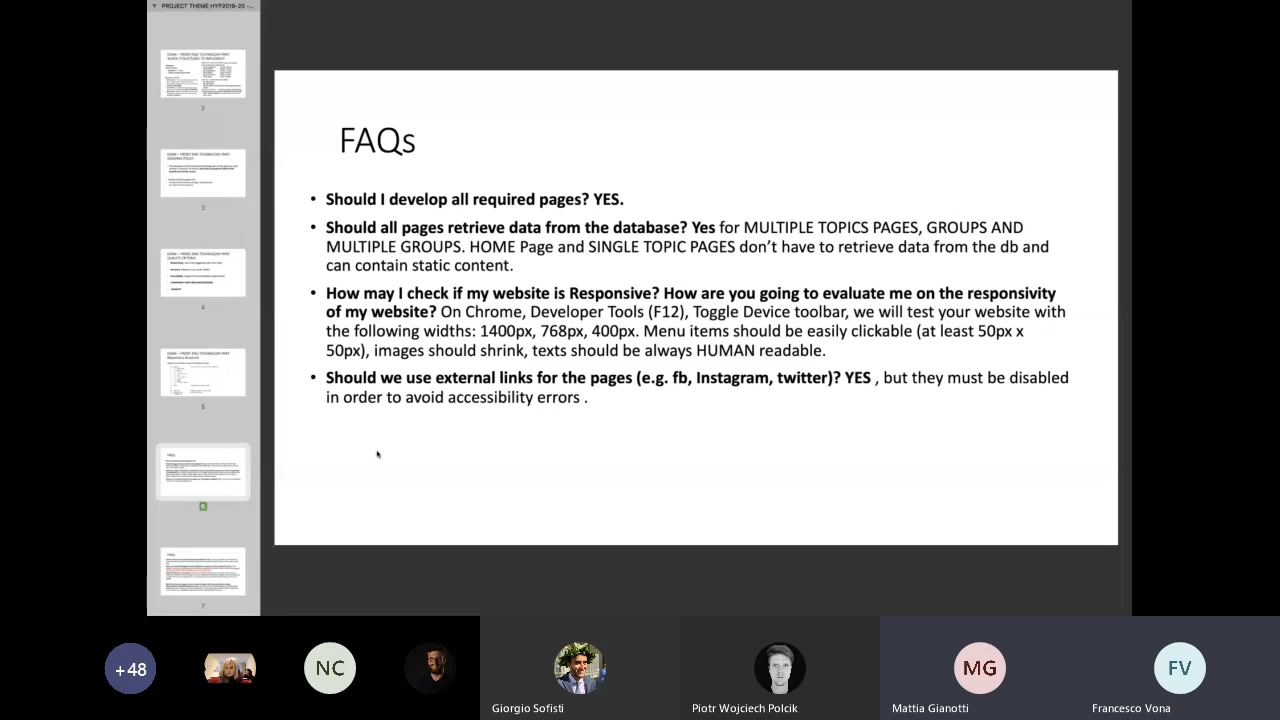 PROJECT THEME HYP2019-20 -...
2
3
4
5
6
7
FAQs
• Should I develop all required pages? YES.
• Should all pages retrieve data from the database? Yes for MULTIPLE TOPICS PAGES, GROUPS AND
MULTIPLE GROUPS. HOME Page and SINGLE TOPIC PAGES don’t have to retrieve data from the db and
can contain static content.
• How may I check if my website is Responsive? How are you going to evaluate me on the responsivity
of my website? On Chrome, Developer Tools (F12), Toggle Device toolbar, we will test your website with
the following widths: 1400px, 768px, 400px. Menu items should be easily clickable (at least 50px x
50px), images should shrink, texts should be always HUMAN readable.
• Should we use external links for the pages (e.g. fb, Instagram, twitter)? YES , but they must be disabled
in order to avoid accessibility errors .
+48
NC
MG
FV
Giorgio Sofisti
Piotr Wojciech Polcik
Mattia Gianotti
Francesco Vona